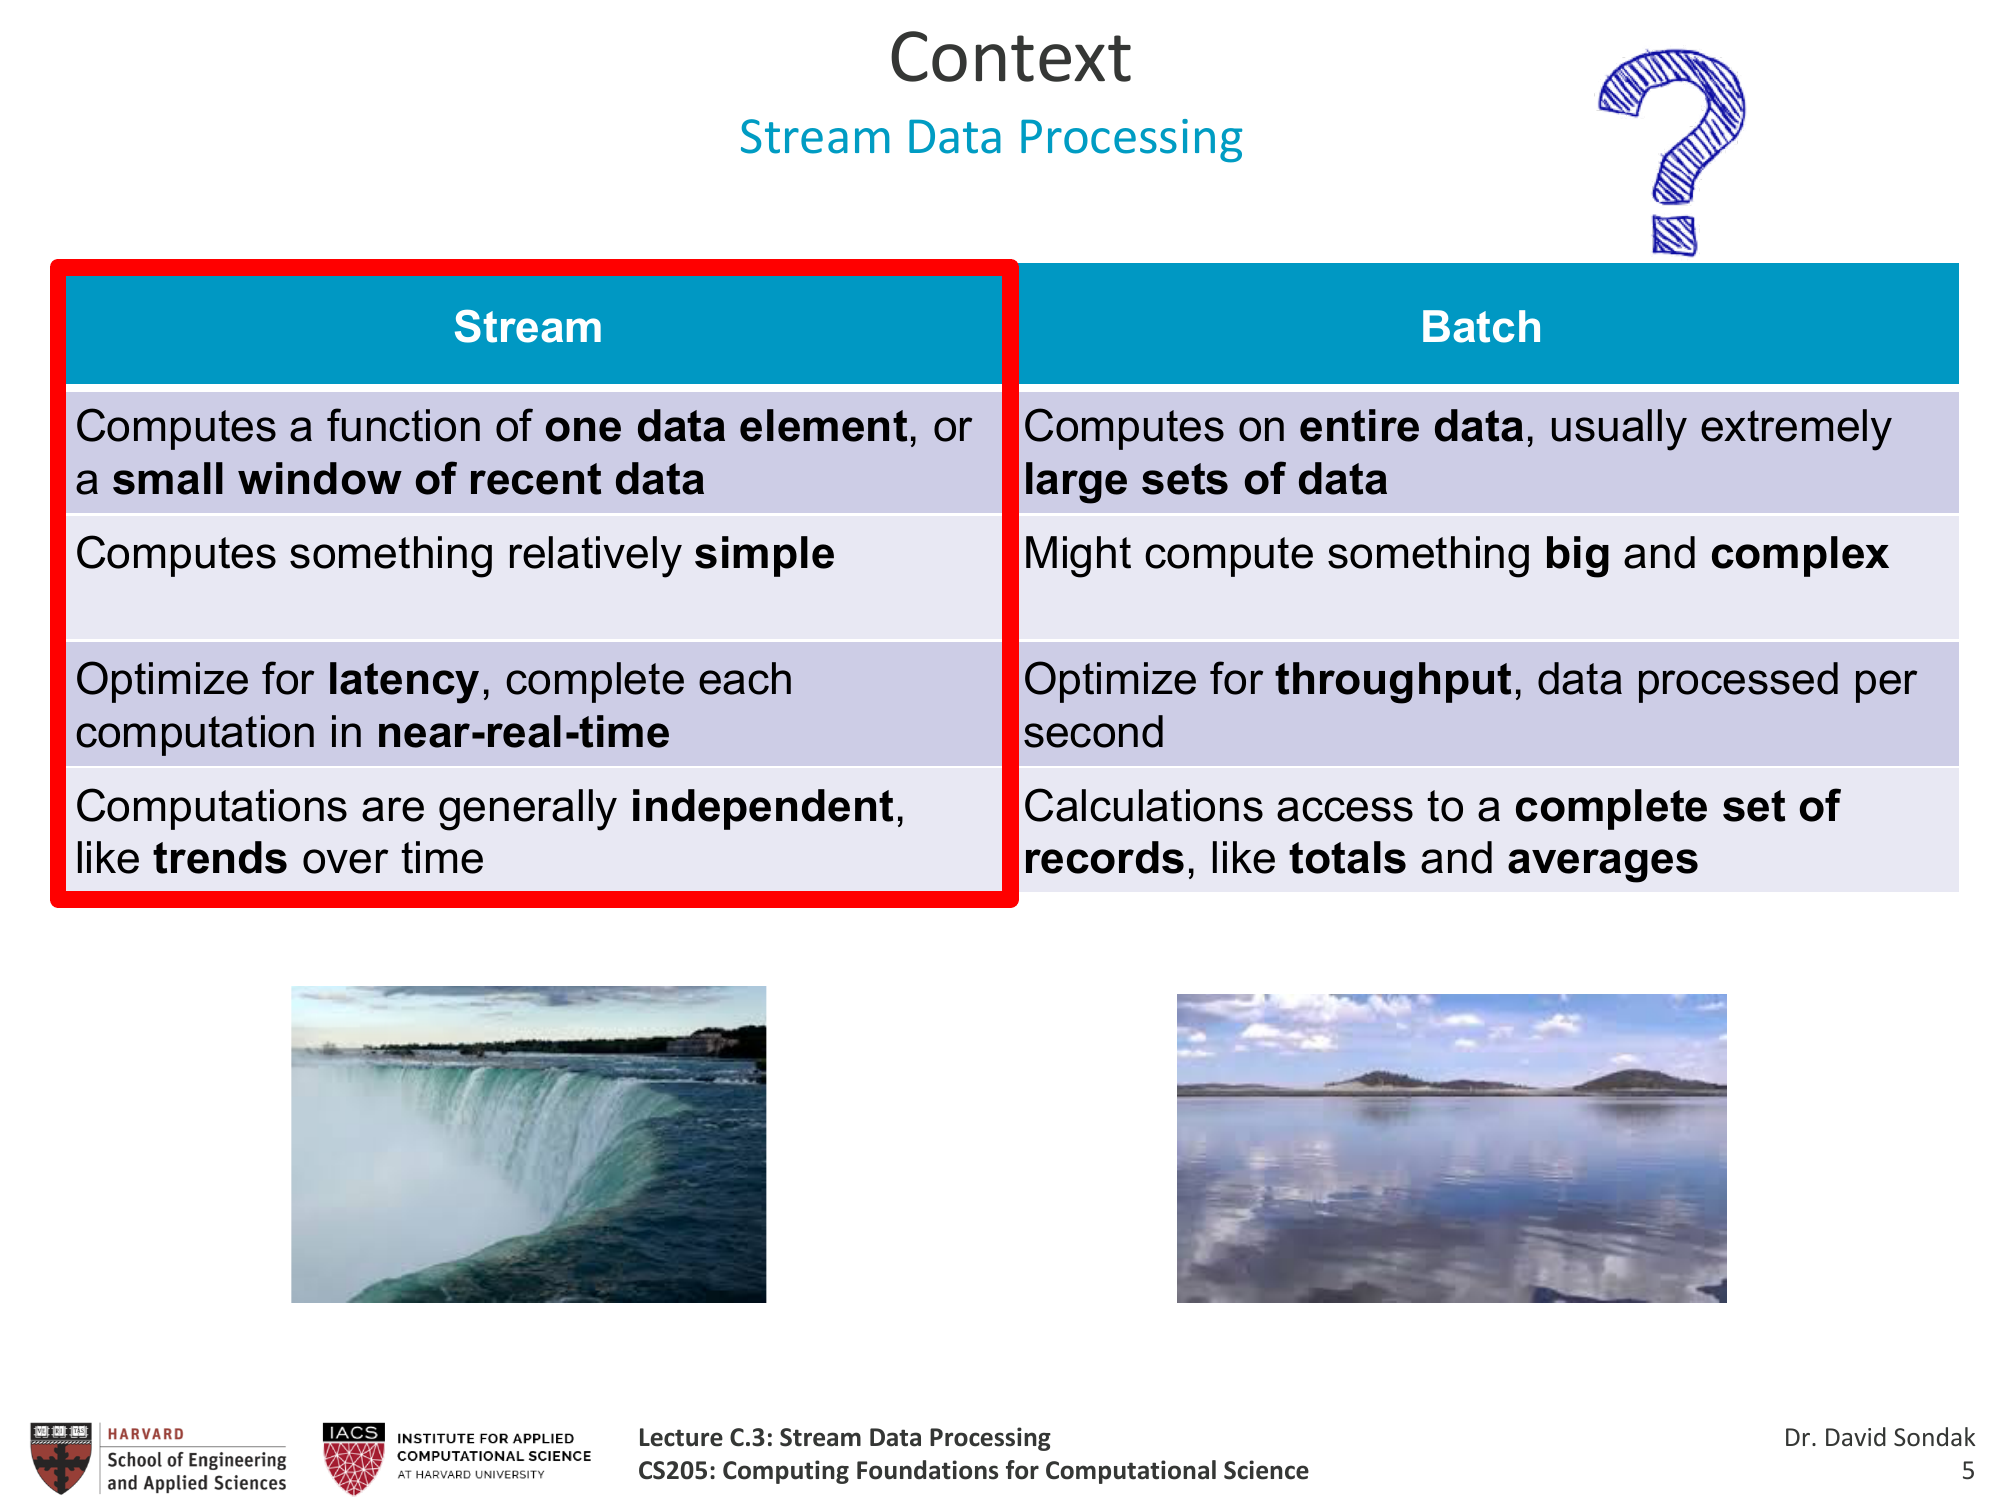 Context
Stream Data Processing
Stream
Batch
Computes a function of one data element, or
a small window of recent data
Computes on entire data, usually extremely
large sets of data
Computes something relatively simple
Might compute something big and complex
Optimize for latency, complete each
computation in near-real-time
Optimize for throughput, data processed per
second
Computations are generally independent,
like trends over time
Calculations access to a complete set of
records, like totals and averages
HARVARD
School of Engineering
and Applied Sciences
IACS
INSTITUTE FOR APPLIED
COMPUTATIONAL SCIENCE
AT HARVARD UNIVERSITY
Lecture C.3: Stream Data Processing
CS205: Computing Foundations for Computational Science
Dr. David Sondak
5